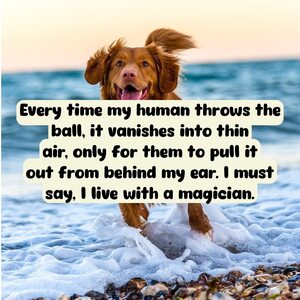 Every time my human throws the
ball, it vanishes into thin
air, only for them to pull it
out from behind my ear. I must
say, I live with a magician.